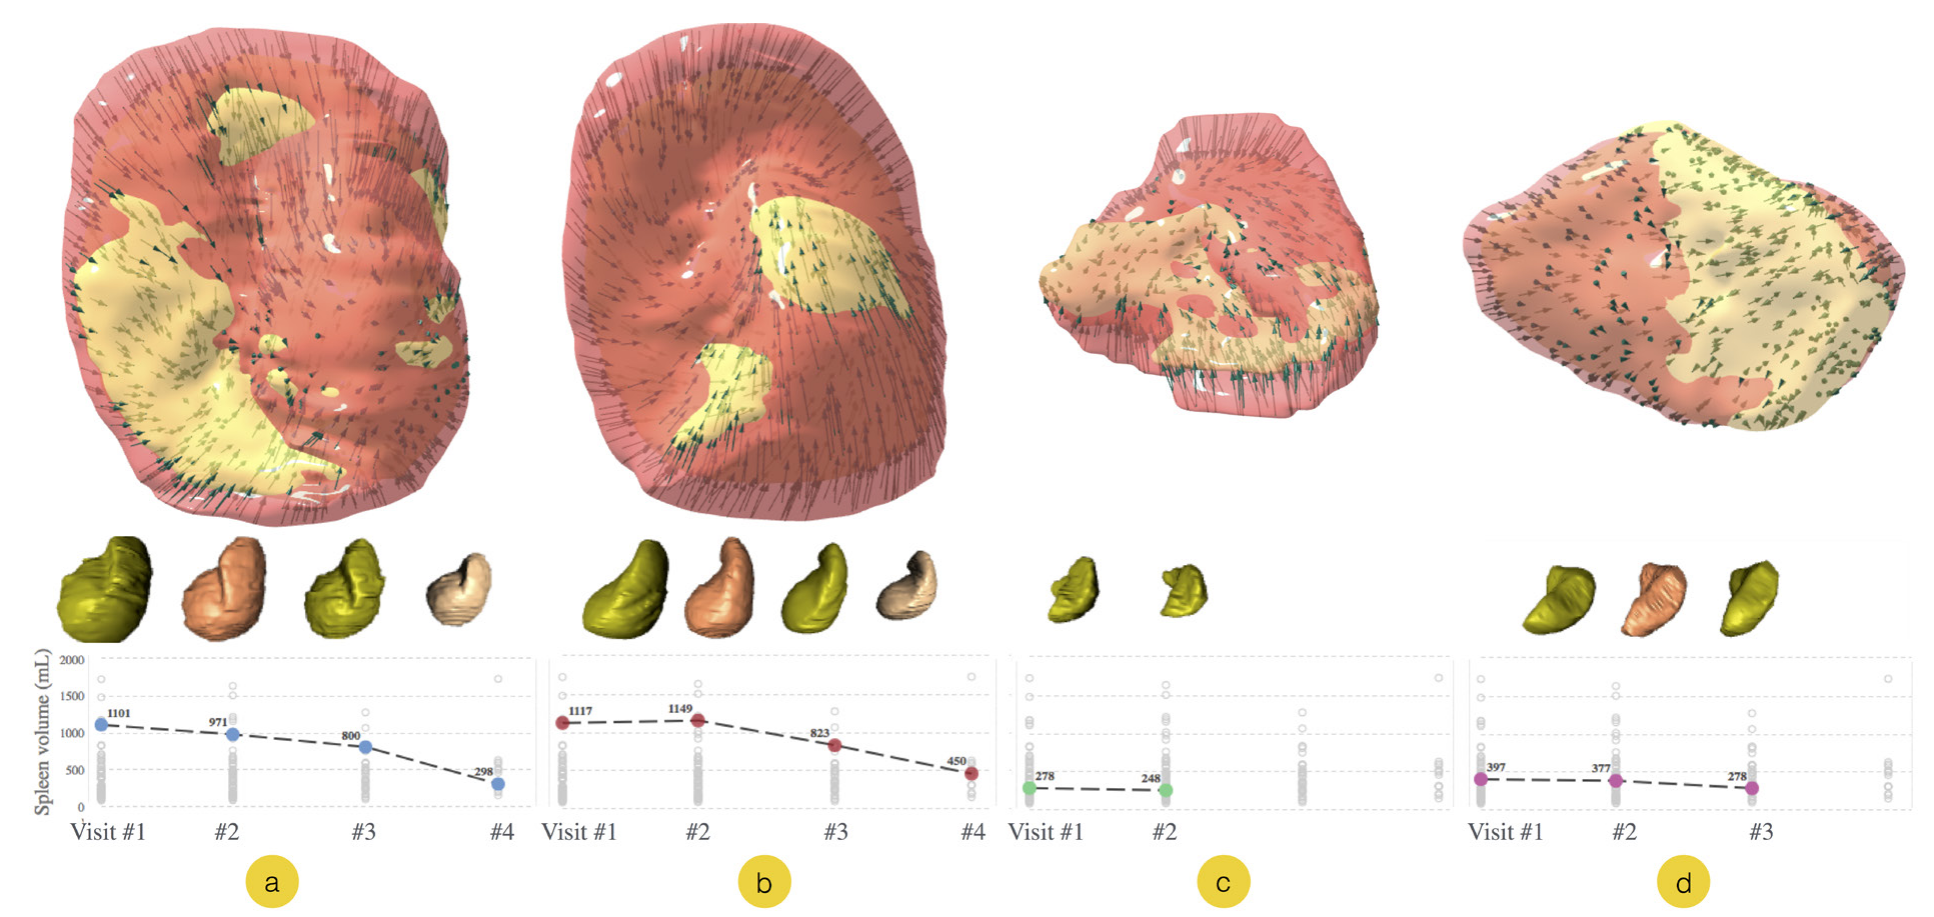 Spleen volume (mL)
2000
1500
1000
500
0
1101
971
800
298
Visit #1 #2 #3 #4
a
1117
1149
823
450
Visit #1 #2 #3 #4
b
278
248
Visit #1 #2
c
397
377
278
Visit #1 #2 #3
d